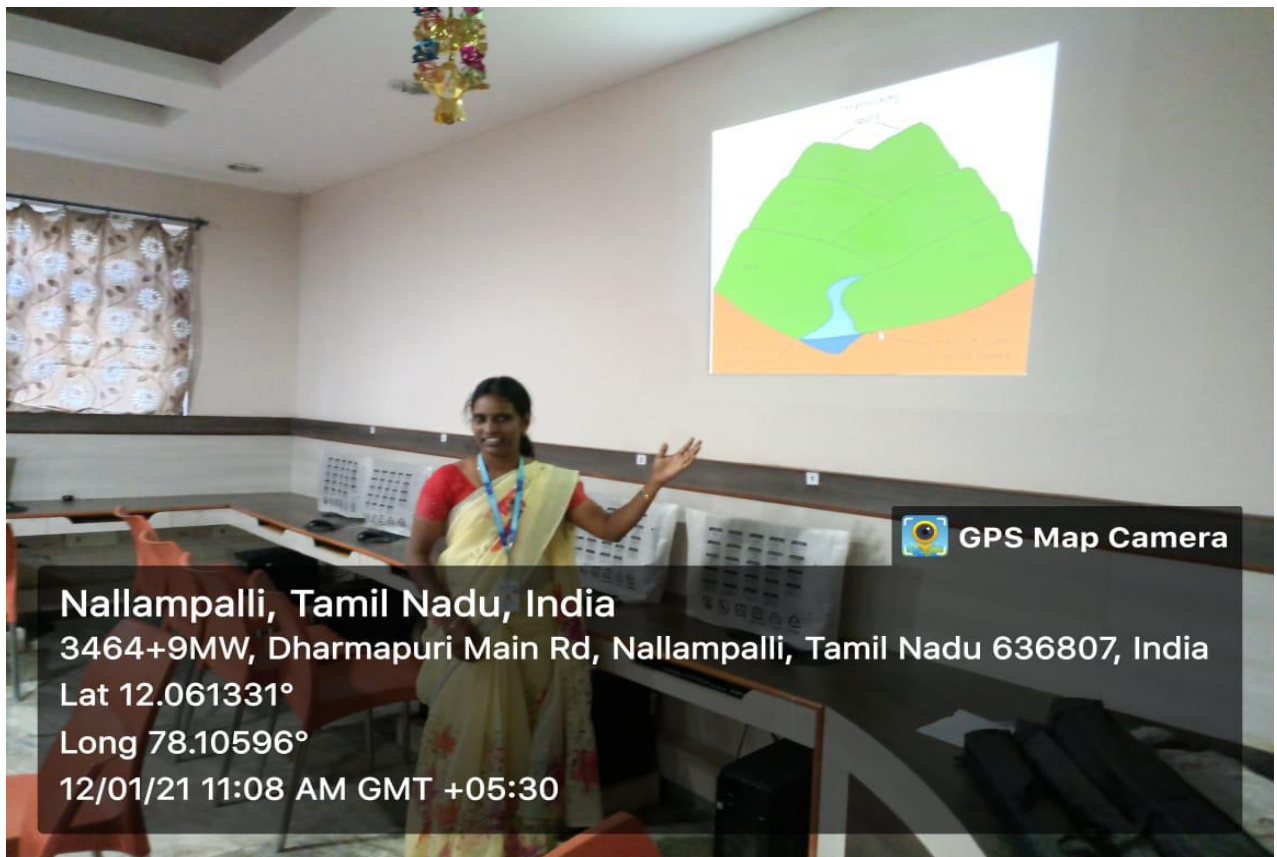 GPS Map Camera
Nallampalli, Tamil Nadu, India
3464+9MW, Dharmapuri Main Rd, Nallampalli, Tamil Nadu 636807, India
Lat 12.061331°
Long 78.10596°
12/01/21 11:08 AM GMT +05:30